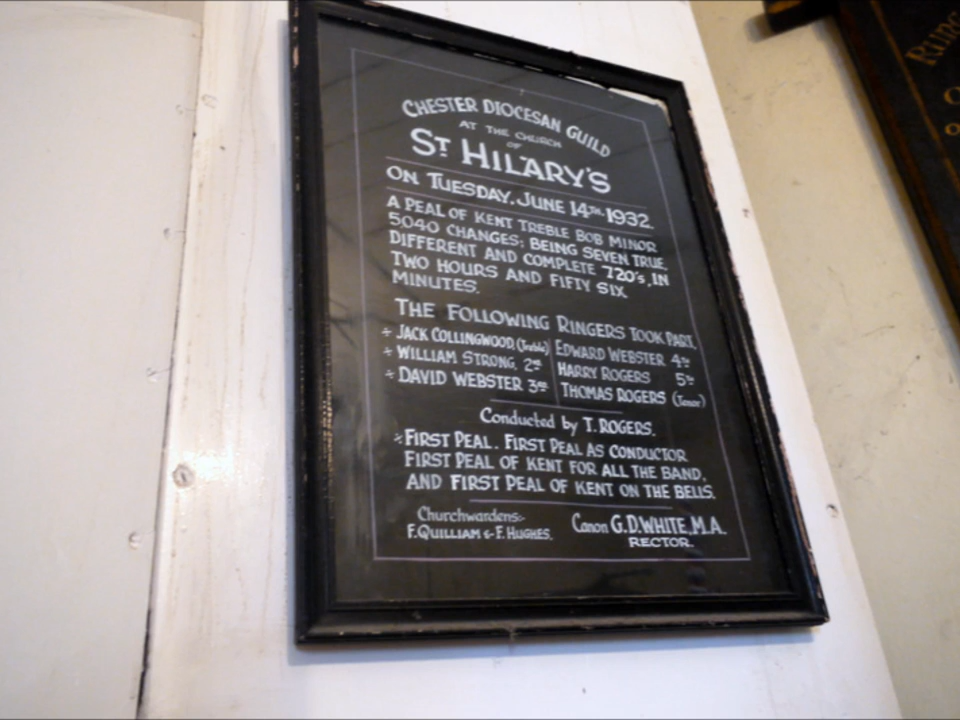 CHESTER DIOCESAN GUILD
AT THE CHURCH
OF
ST HILARY'S
ON TUESDAY, JUNE 14TH 1932.
A PEAL OF KENT TREBLE BOB MINOR
5040 CHANGES; BEING SEVEN TRUE,
DIFFERENT AND COMPLETE 720's, IN
TWO HOURS AND FIFTY SIX
MINUTES.
THE FOLLOWING RINGERS TOOK PART.
÷ JACK COLLINGWOOD, (Treble) EDWARD WEBSTER 4th
÷ WILLIAM STRONG, 2nd HARRY ROGERS 5th
÷ DAVID WEBSTER 3rd THOMAS ROGERS (Tenor)
Conducted by T. ROGERS.
÷ FIRST PEAL. FIRST PEAL AS CONDUCTOR
FIRST PEAL OF KENT FOR ALL THE BAND,
AND FIRST PEAL OF KENT ON THE BELLS.
Churchwardens:-
F. QUILLIAM & F. HUGHES.
Canon G. D. WHITE, M.A.
RECTOR.